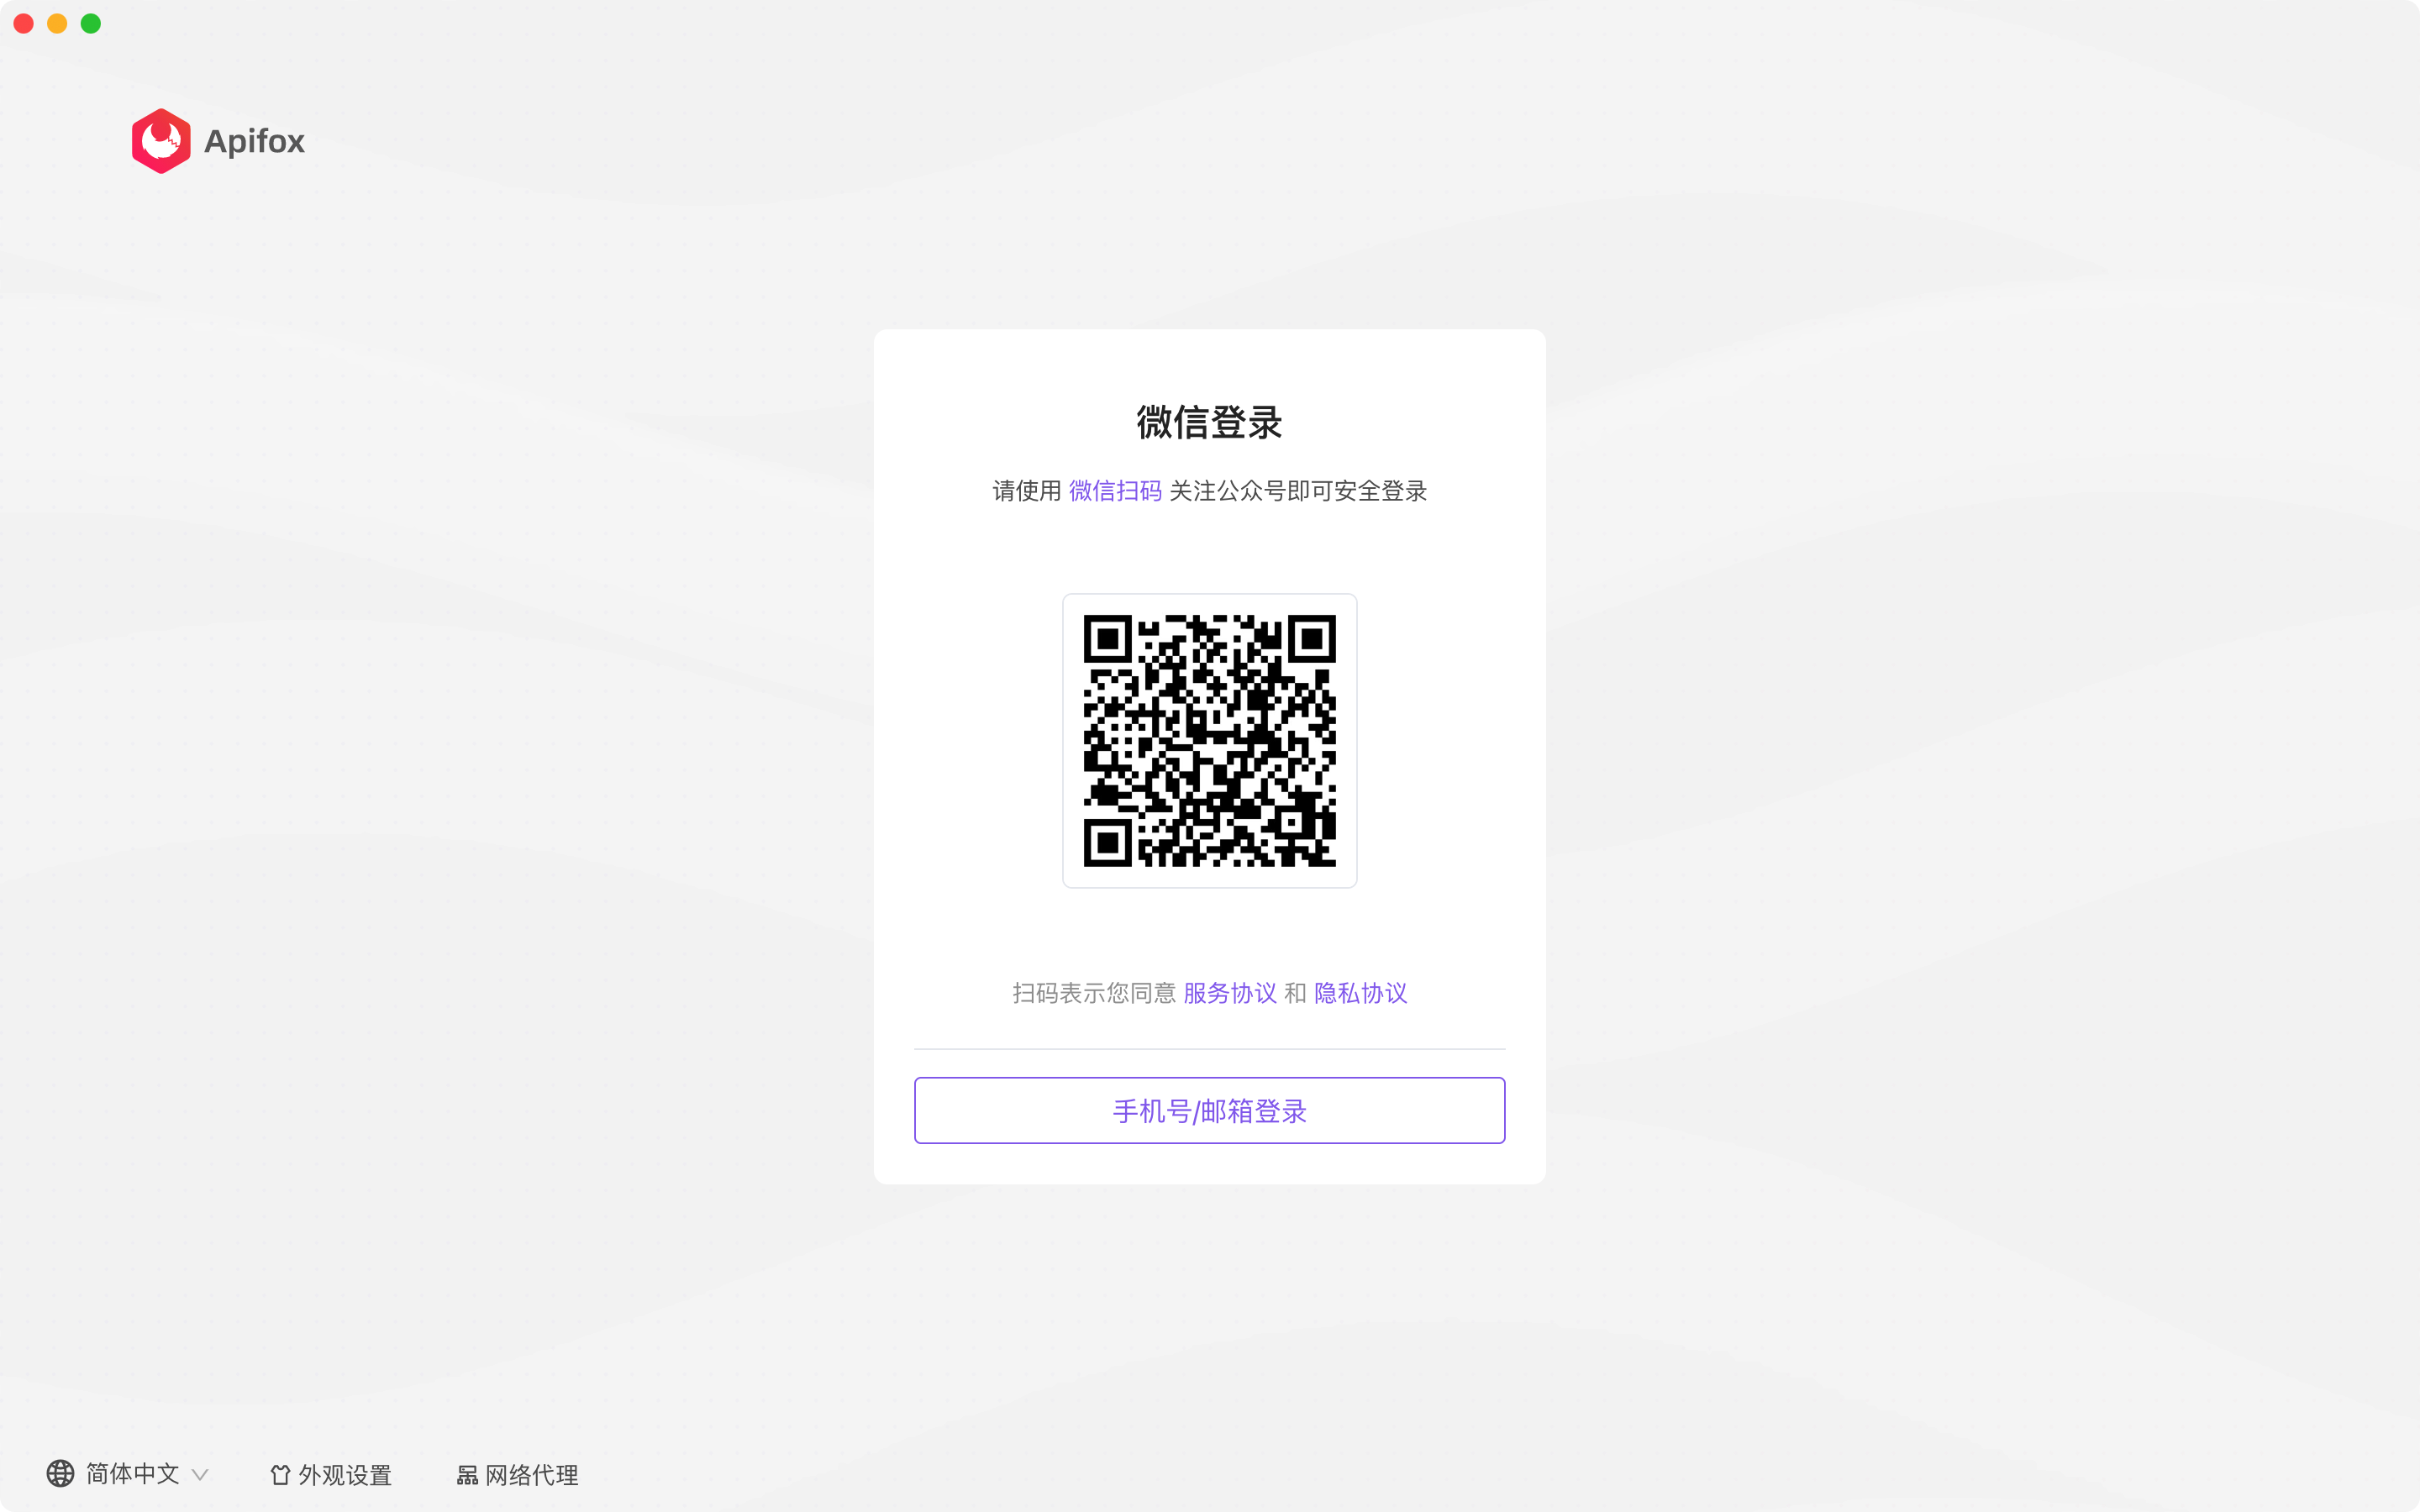 Apifox
微信登录
请使用 微信扫码 关注公众号即可安全登录
扫码表示您同意 服务协议 和 隐私协议
手机号/邮箱登录
简体中文 外观设置 网络代理